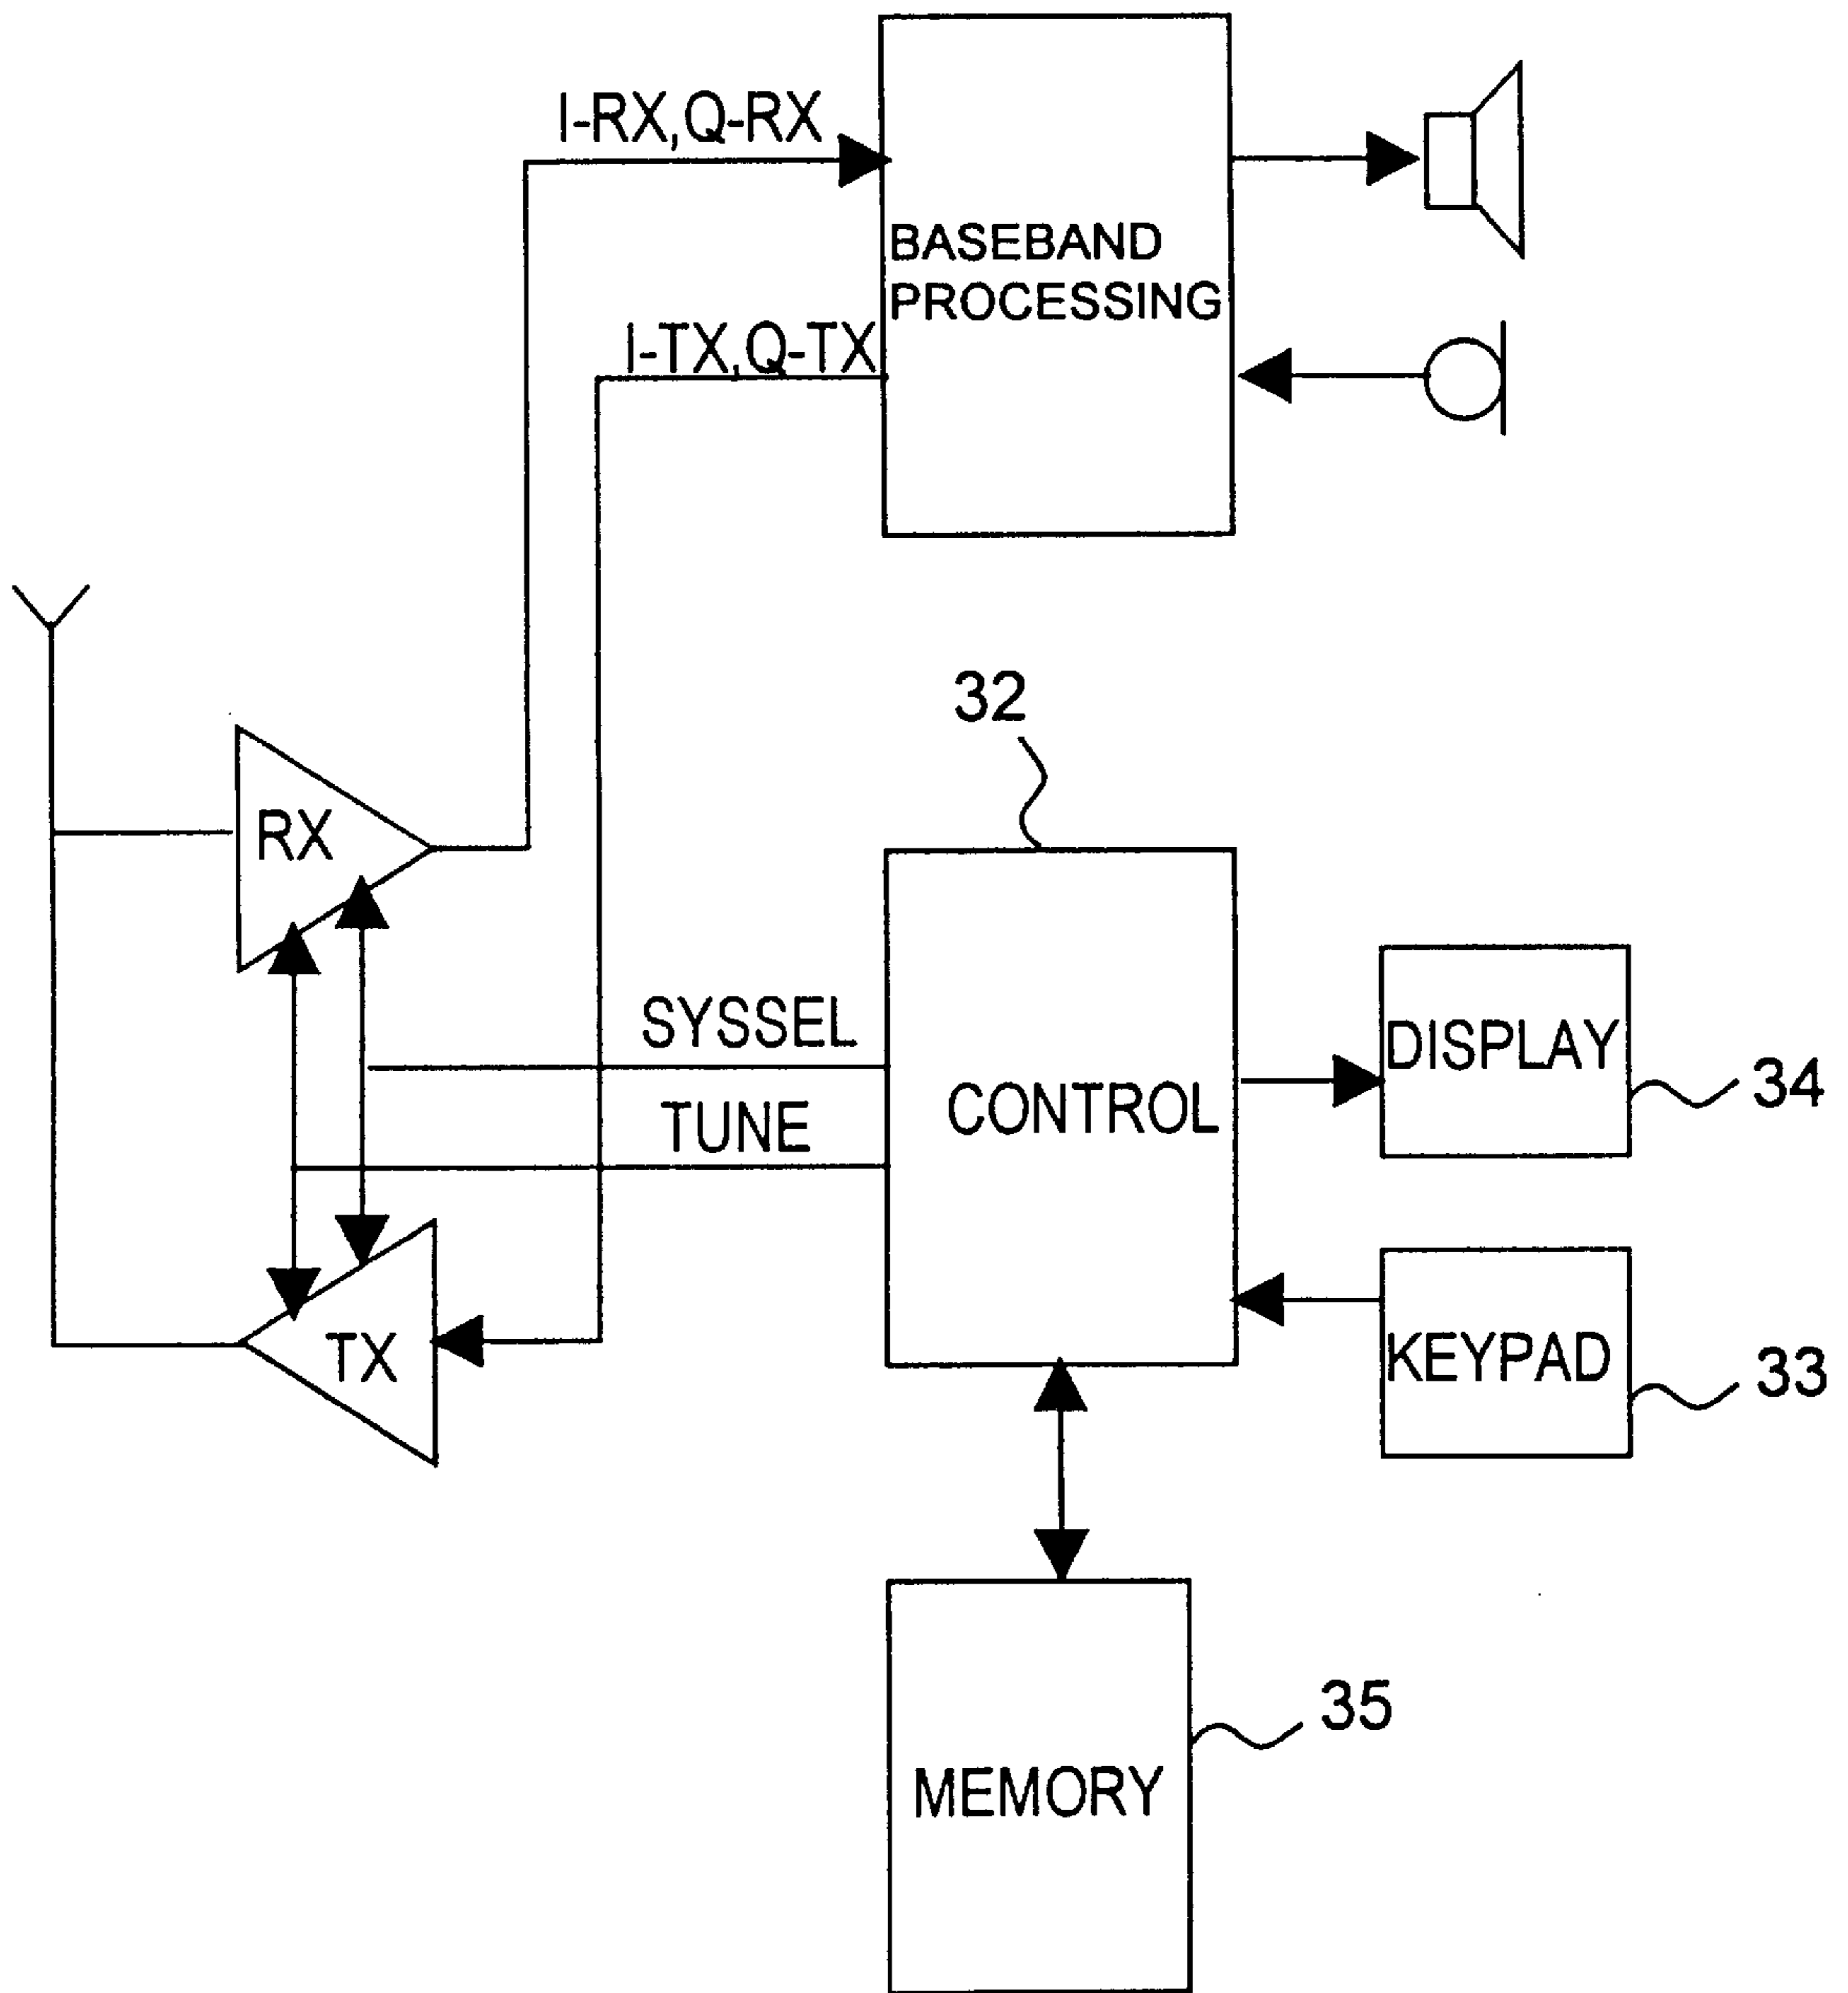 I-RX,Q-RX
BASEBAND
PROCESSING
I-TX,Q-TX
32
RX
SYSSEL
DISPLAY
34
CONTROL
TUNE
TX
KEYPAD
33
35
MEMORY